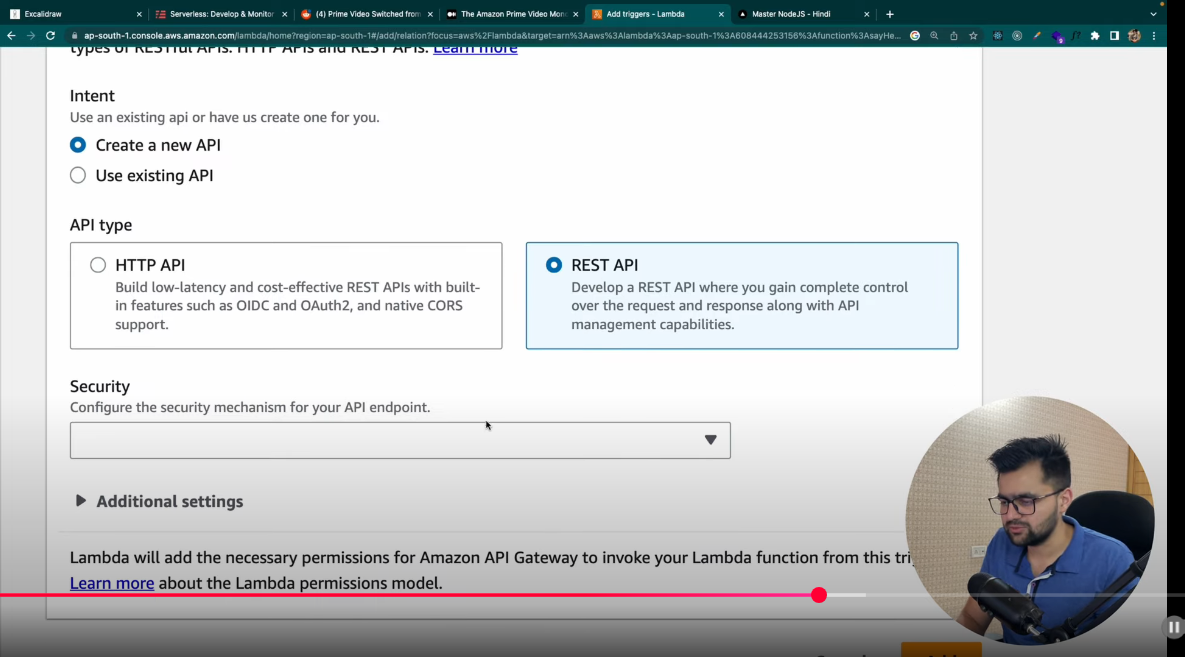 Excalidraw
Serverless: Develop & Monitor
(4) Prime Video Switched from
The Amazon Prime Video Mono
Add triggers - Lambda
Master NodeJS - Hindi
ap-south-1.console.aws.amazon.com/lambda/home?region=ap-south-1#/add/relation?focus=aws%2Flambda&target=arn%3Aaws%3Alambda%3Aap-south-1%3A608444253156%3Afunction%3AsayHe...
types of RESTful APIs: HTTP APIs and REST APIs. Learn more
Intent
Use an existing api or have us create one for you.
Create a new API
Use existing API
API type
HTTP API
Build low-latency and cost-effective REST APIs with built-
in features such as OIDC and OAuth2, and native CORS
support.
REST API
Develop a REST API where you gain complete control
over the request and response along with API
management capabilities.
Security
Configure the security mechanism for your API endpoint.
Additional settings
Lambda will add the necessary permissions for Amazon API Gateway to invoke your Lambda function from this
Learn more about the Lambda permissions model.